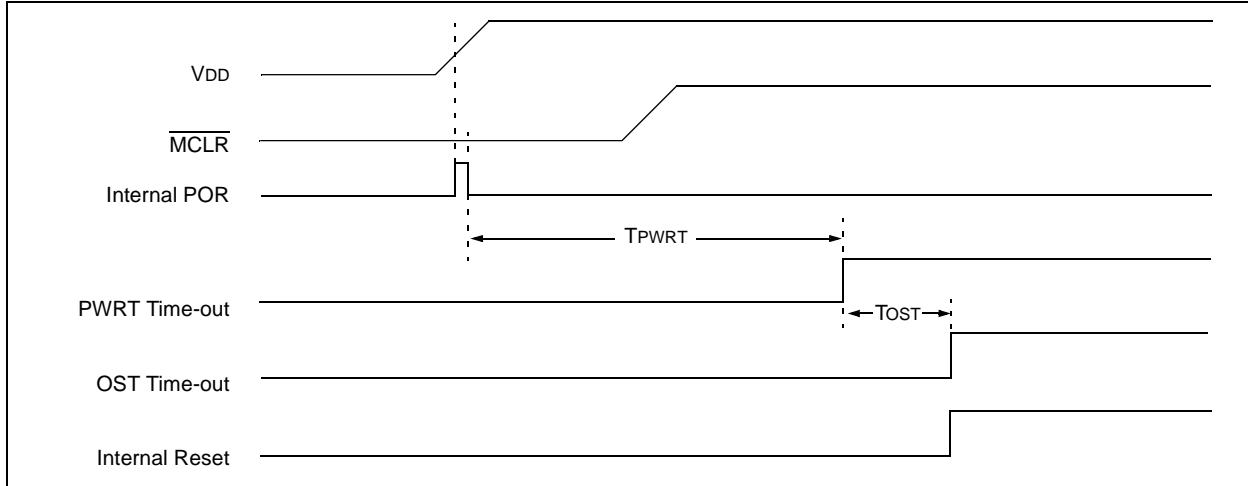 VDD
MCLR
Internal POR
TPWRT
PWRT Time-out
TOST
OST Time-out
Internal Reset